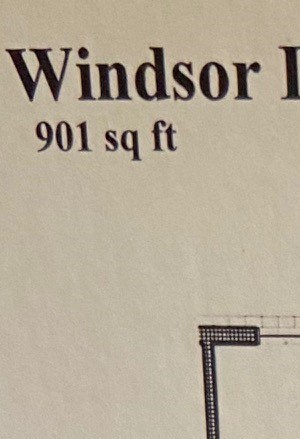 Windsor I
901 sq ft